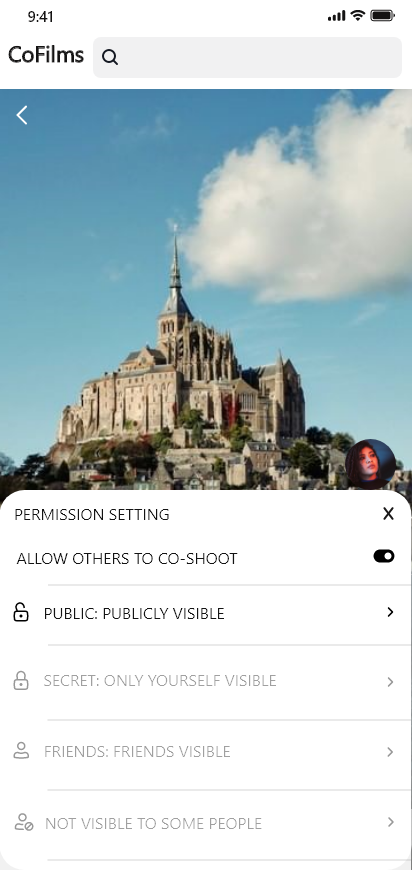 9:41
CoFilms
PERMISSION SETTING
X
ALLOW OTHERS TO CO-SHOOT
PUBLIC: PUBLICLY VISIBLE
SECRET: ONLY YOURSELF VISIBLE
FRIENDS: FRIENDS VISIBLE
NOT VISIBLE TO SOME PEOPLE